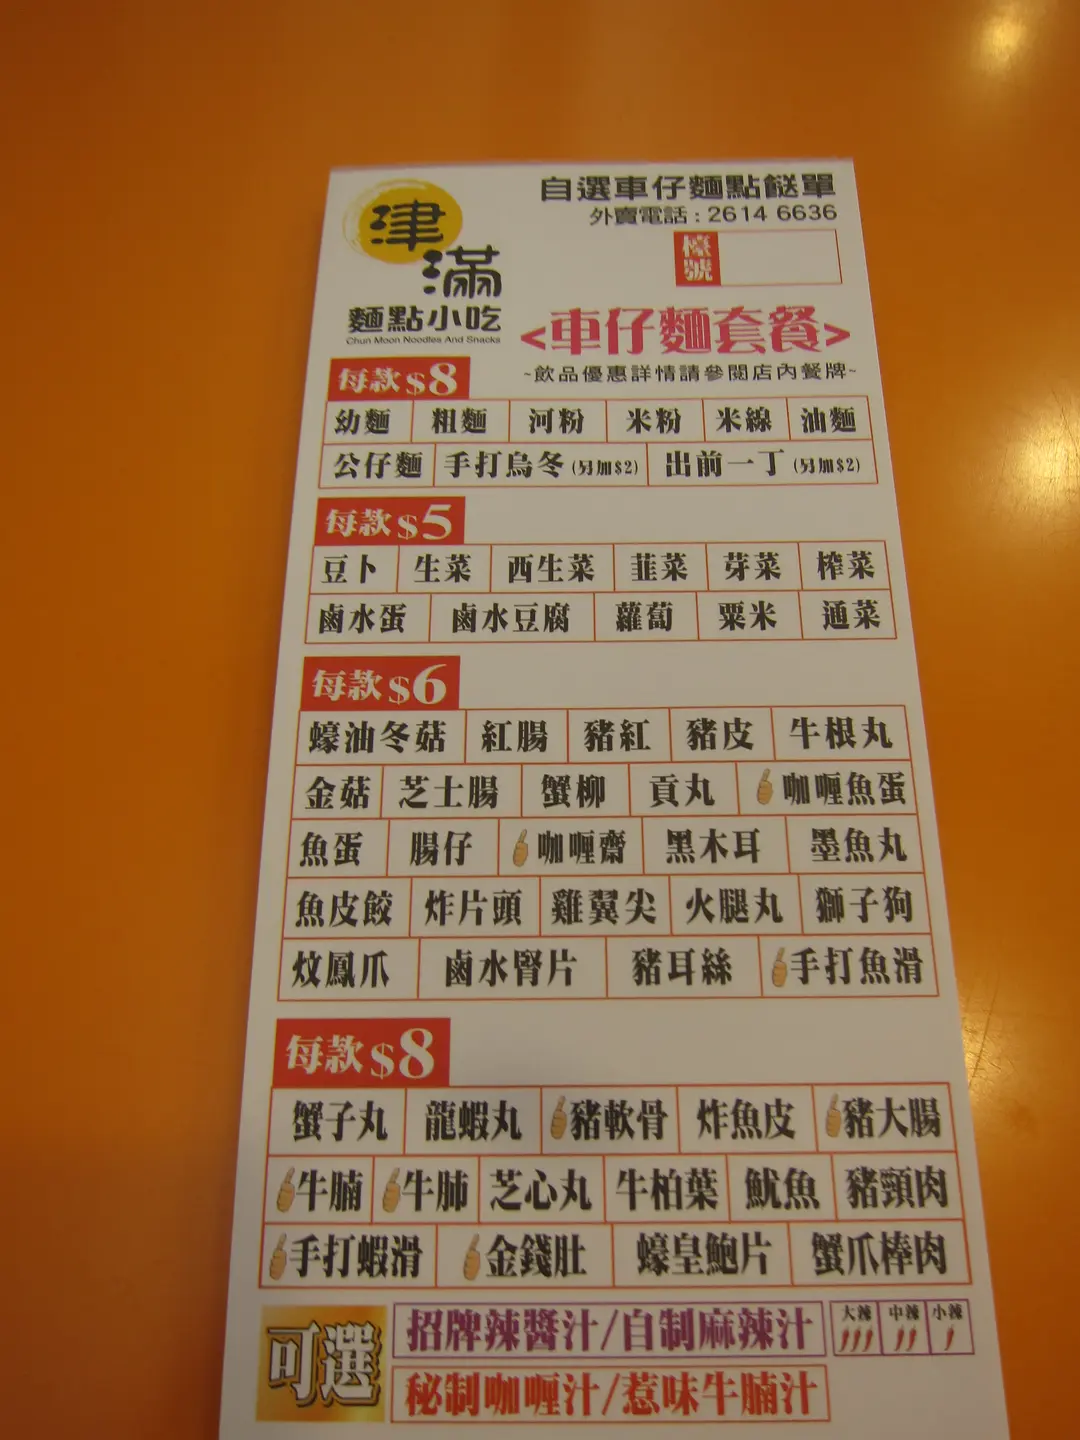 津滿
麵點小吃
Chun Moon Noodles And Snacks
自選車仔麵點餸單
外賣電話：2614 6636
檯號
<車仔麵套餐>
~飲品優惠詳情請參閱店內餐牌~
每款 $8
幼麵 粗麵 河粉 米粉 米線 油麵
公仔麵 手打烏冬 (另加$2) 出前一丁 (另加$2)
每款 $5
豆卜 生菜 西生菜 韮菜 芽菜 榨菜
鹵水蛋 鹵水豆腐 蘿蔔 粟米 通菜
每款 $6
蠔油冬菇 紅腸 豬紅 豬皮 牛根丸
金菇 芝士腸 蟹柳 貢丸 咖喱魚蛋
魚蛋 腸仔 咖喱齋 黑木耳 墨魚丸
魚皮餃 炸片頭 雞翼尖 火腿丸 獅子狗
炆鳳爪 鹵水腎片 豬耳絲 手打魚滑
每款 $8
蟹子丸 龍蝦丸 豬軟骨 炸魚皮 豬大腸
牛腩 牛肺 芝心丸 牛柏葉 魷魚 豬頸肉
手打蝦滑 金錢肚 蠔皇鮑片 蟹爪棒肉
可選
招牌辣醬汁/自制麻辣汁
大辣 中辣 小辣
秘制咖喱汁/惹味牛腩汁